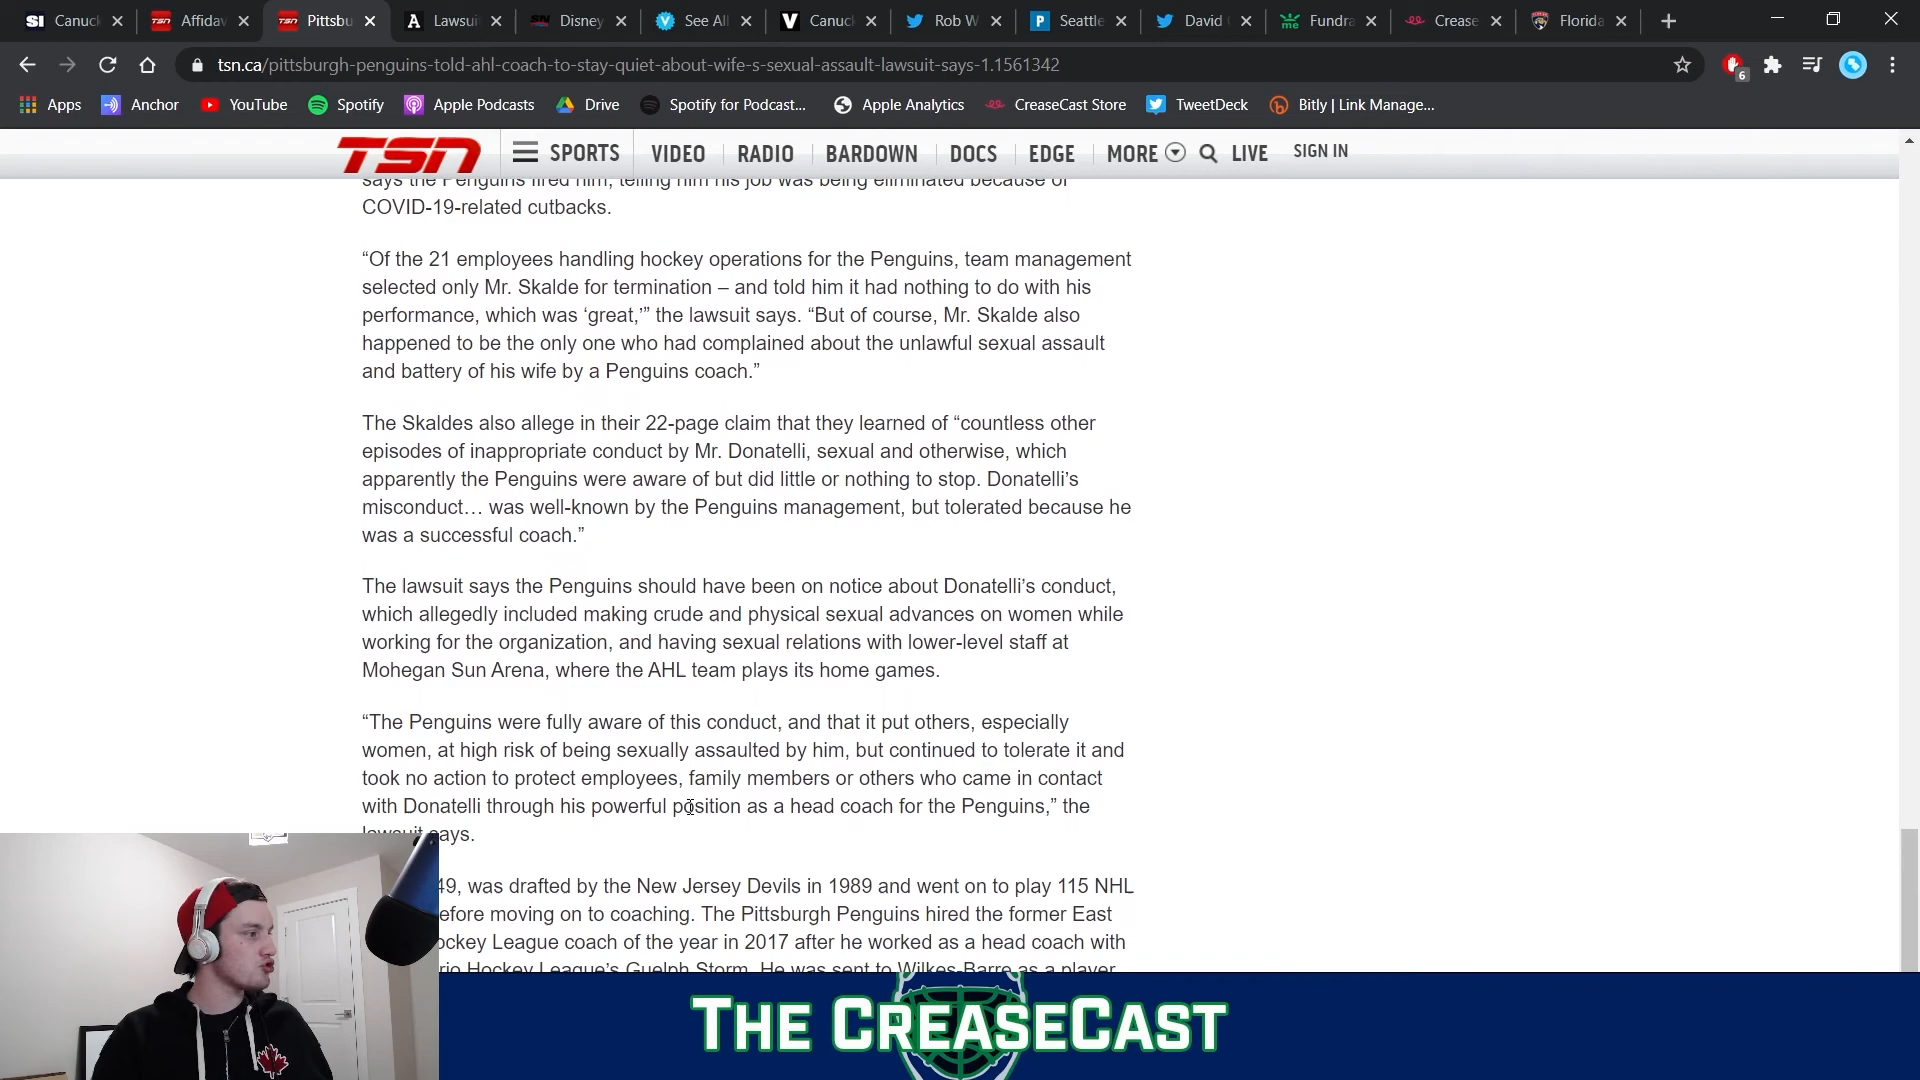 SI Canuck
TSN Affidav
TSN Pittsbu
A Lawsui
SN Disney
See All
V Canuck
Rob W
P Seattle
David
me Fundra
Crease
Florida
tsn.ca/pittsburgh-penguins-told-ahl-coach-to-stay-quiet-about-wife-s-sexual-assault-lawsuit-says-1.1561342
6
Apps Anchor YouTube Spotify Apple Podcasts Drive Spotify for Podcast... Apple Analytics CreaseCast Store TweetDeck Bitly | Link Manage...
TSN SPORTS VIDEO RADIO BARDOWN DOCS EDGE MORE LIVE SIGN IN
says the Penguins fired him, telling him his job was being eliminated because of
COVID-19-related cutbacks.
“Of the 21 employees handling hockey operations for the Penguins, team management
selected only Mr. Skalde for termination – and told him it had nothing to do with his
performance, which was ‘great,’” the lawsuit says. “But of course, Mr. Skalde also
happened to be the only one who had complained about the unlawful sexual assault
and battery of his wife by a Penguins coach.”
The Skaldes also allege in their 22-page claim that they learned of “countless other
episodes of inappropriate conduct by Mr. Donatelli, sexual and otherwise, which
apparently the Penguins were aware of but did little or nothing to stop. Donatelli’s
misconduct… was well-known by the Penguins management, but tolerated because he
was a successful coach.”
The lawsuit says the Penguins should have been on notice about Donatelli’s conduct,
which allegedly included making crude and physical sexual advances on women while
working for the organization, and having sexual relations with lower-level staff at
Mohegan Sun Arena, where the AHL team plays its home games.
“The Penguins were fully aware of this conduct, and that it put others, especially
women, at high risk of being sexually assaulted by him, but continued to tolerate it and
took no action to protect employees, family members or others who came in contact
with Donatelli through his powerful position as a head coach for the Penguins,” the
lawsuit says.
49, was drafted by the New Jersey Devils in 1989 and went on to play 115 NHL
efore moving on to coaching. The Pittsburgh Penguins hired the former East
ockey League coach of the year in 2017 after he worked as a head coach with
rio Hockey League’s Guelph Storm. He was sent to Wilkes-Barre as a player
THE CREASECAST